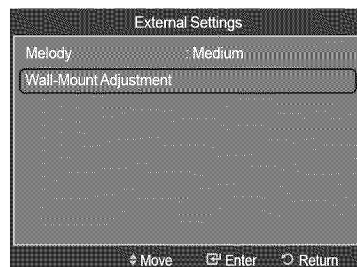 External Settings
Melody : Medium
Wall-Mount Adjustment
Move Enter Return